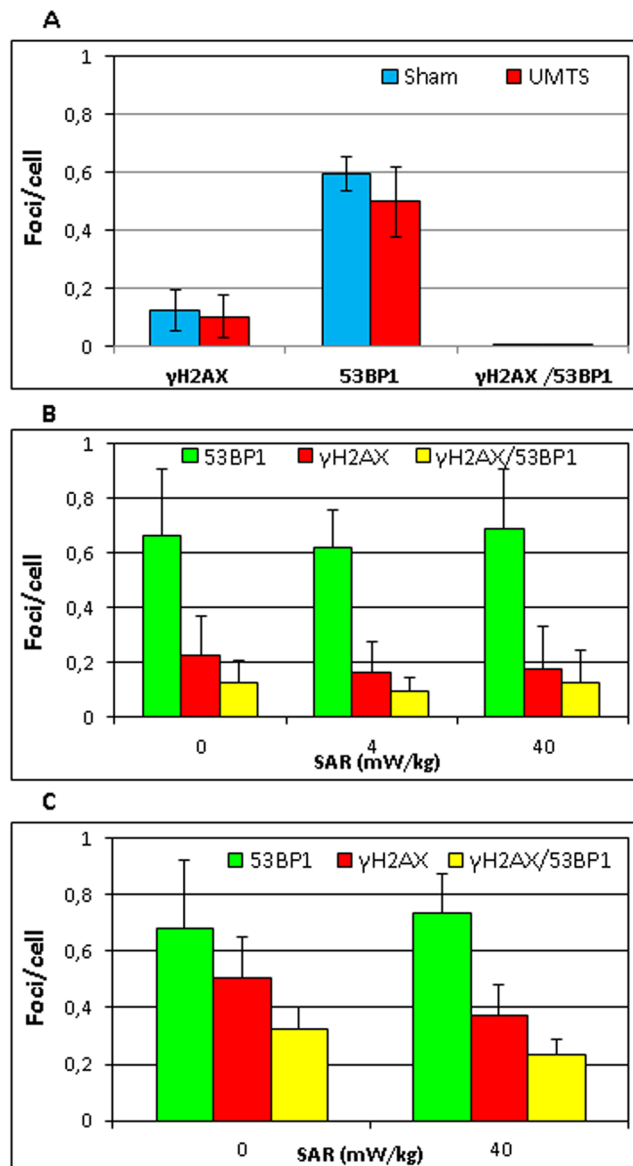 A
Sham UMTS
1
0,8
0,6
0,4
0,2
0
Foci/cell
γH2AX 53BP1 γH2AX /53BP1
B
53BP1 γH2AX γH2AX/53BP1
1
0,8
0,6
0,4
0,2
0
Foci/cell
0 4 40
SAR (mW/kg)
C
53BP1 γH2AX γH2AX/53BP1
1
0,8
0,6
0,4
0,2
0
Foci/cell
0 40
SAR (mW/kg)